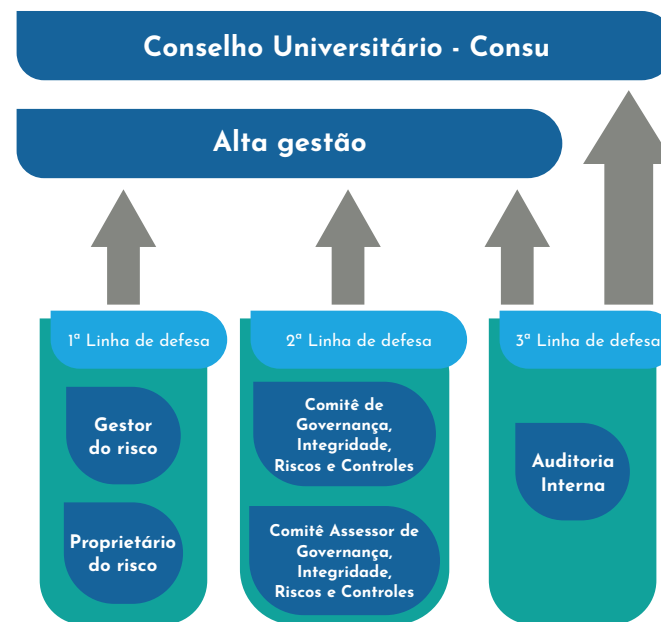 Conselho Universitário - Consu
Alta gestão
1ª Linha de defesa
Gestor
do risco
Proprietário
do risco
2ª Linha de defesa
Comitê de
Governança,
Integridade,
Riscos e Controles
Comitê Assessor de
Governança,
Integridade,
Riscos e Controles
3ª Linha de defesa
Auditoria
Interna